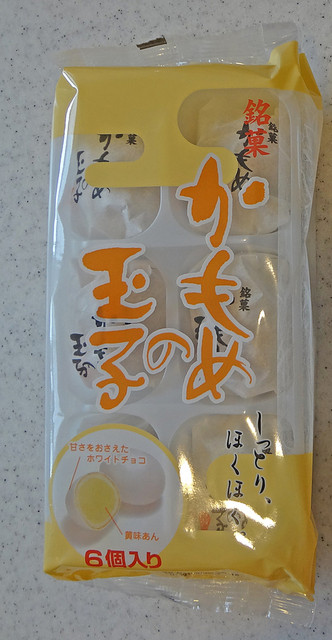 銘菓
かもめの
玉子
しっとり、
ほくほく
甘さをおさえた
ホワイトチョコ
黄味あん
6個入り